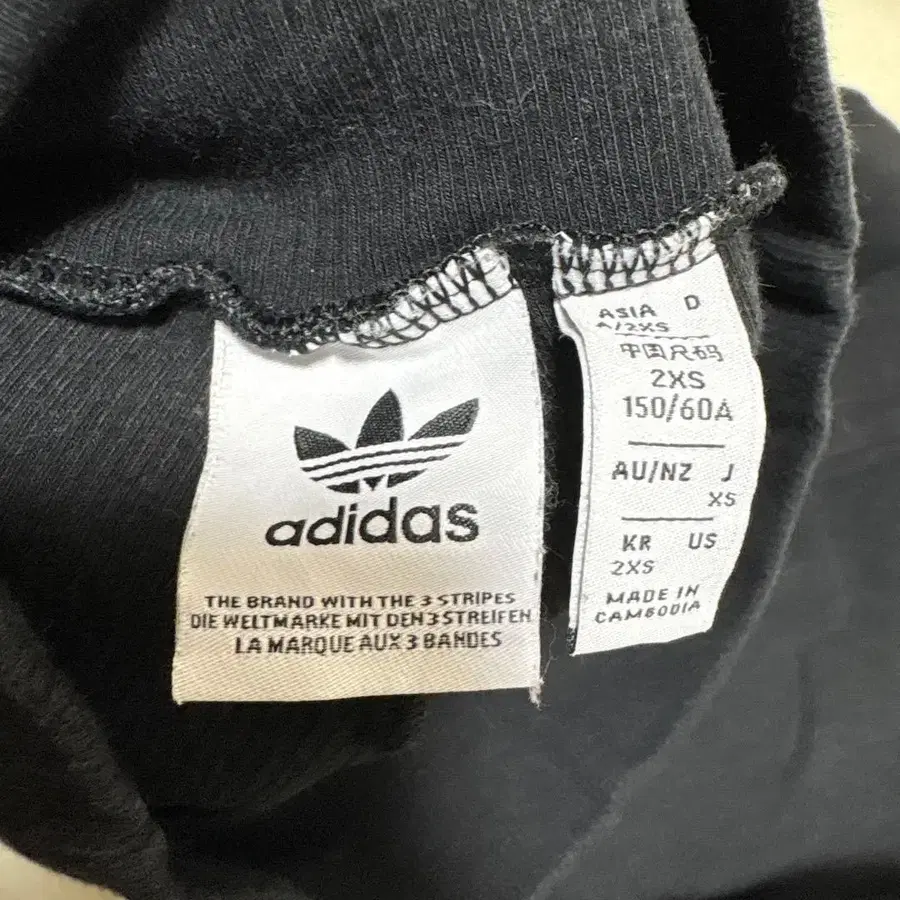 adidas
THE BRAND WITH THE 3 STRIPES
DIE WELTMARKE MIT DEN 3 STREIFEN
LA MARQUE AUX 3 BANDES
ASIA D
A/2XS
中国尺码
2XS
150/60A
AU/NZ J
XS
KR US
2XS
MADE IN
CAMBODIA